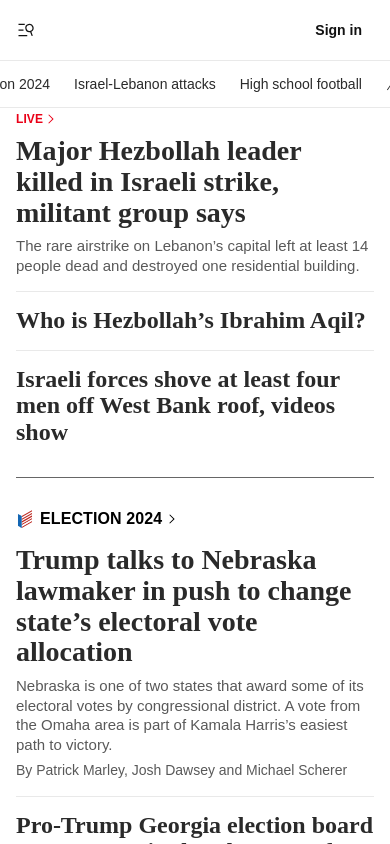 Sign in
on 2024 Israel-Lebanon attacks High school football
LIVE
Major Hezbollah leader
killed in Israeli strike,
militant group says
The rare airstrike on Lebanon’s capital left at least 14
people dead and destroyed one residential building.
Who is Hezbollah’s Ibrahim Aqil?
Israeli forces shove at least four
men off West Bank roof, videos
show
ELECTION 2024
Trump talks to Nebraska
lawmaker in push to change
state’s electoral vote
allocation
Nebraska is one of two states that award some of its
electoral votes by congressional district. A vote from
the Omaha area is part of Kamala Harris’s easiest
path to victory.
By Patrick Marley, Josh Dawsey and Michael Scherer
Pro-Trump Georgia election board